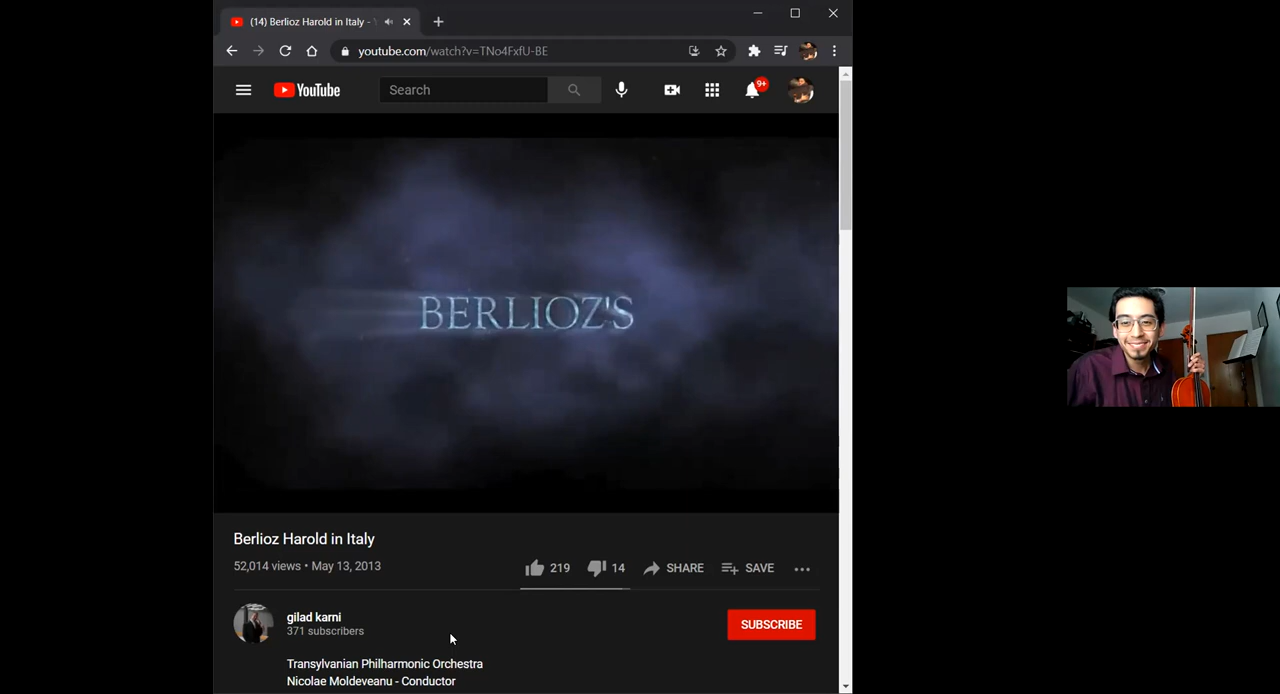 (14) Berlioz Harold in Italy -
youtube.com/watch?v=TNo4FxfU-BE
YouTube
Search
9+
BERLIOZ'S
Berlioz Harold in Italy
52,014 views • May 13, 2013
219
14
SHARE
SAVE
gilad karni
371 subscribers
SUBSCRIBE
Transylvanian Philharmonic Orchestra
Nicolae Moldeveanu - Conductor